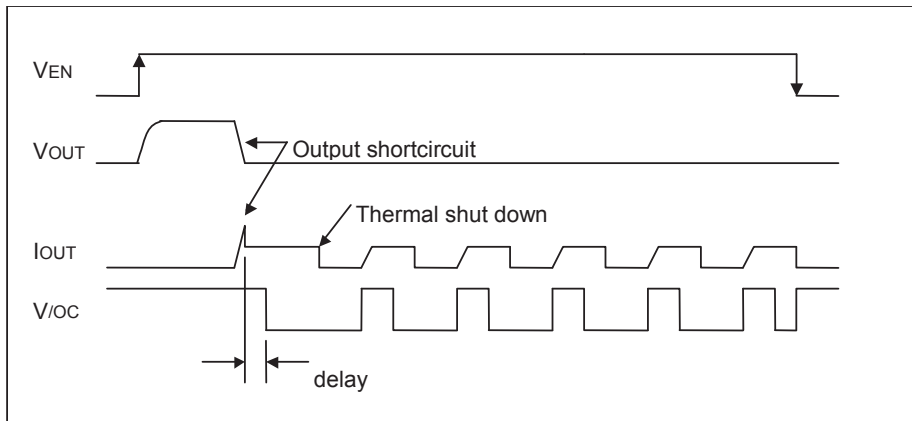 VEN
VOUT
Output shortcircuit
Thermal shut down
IOUT
V/OC
delay